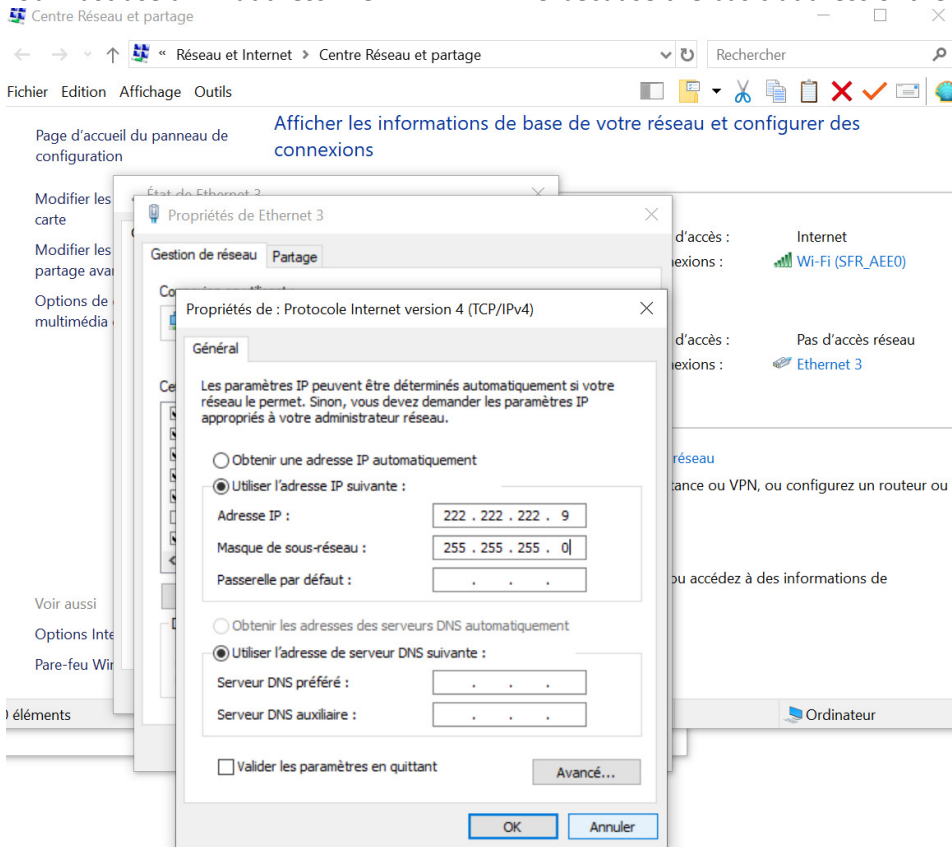 Centre Réseau et partage
« Réseau et Internet > Centre Réseau et partage
Rechercher
Fichier Edition Affichage Outils
Page d'accueil du panneau de
configuration
Afficher les informations de base de votre réseau et configurer des
connexions
Modifier les
carte
Modifier les
partage avan
Options de
multimédia
État de Ethernet 3
Propriétés de Ethernet 3
Gestion de réseau
Partage
d'accès :
Internet
Wi-Fi (SFR_AEE0)
d'accès :
Pas d'accès réseau
Ethernet 3
réseau
ou VPN, ou configurez un routeur ou
ou accédez à des informations de
Propriétés de : Protocole Internet version 4 (TCP/IPv4)
Général
Les paramètres IP peuvent être déterminés automatiquement si votre
réseau le permet. Sinon, vous devez demander les paramètres IP
appropriés à votre administrateur réseau.
Obtenir une adresse IP automatiquement
Utiliser l'adresse IP suivante :
Adresse IP :
222 . 222 . 222 . 9
Masque de sous-réseau :
255 . 255 . 255 . 0
Passerelle par défaut :
Obtenir les adresses des serveurs DNS automatiquement
Utiliser l'adresse de serveur DNS suivante :
Serveur DNS préféré :
Serveur DNS auxiliaire :
Valider les paramètres en quittant
Avancé...
OK
Annuler
Voir aussi
Options Inte
Pare-feu Wir
éléments
Ordinateur